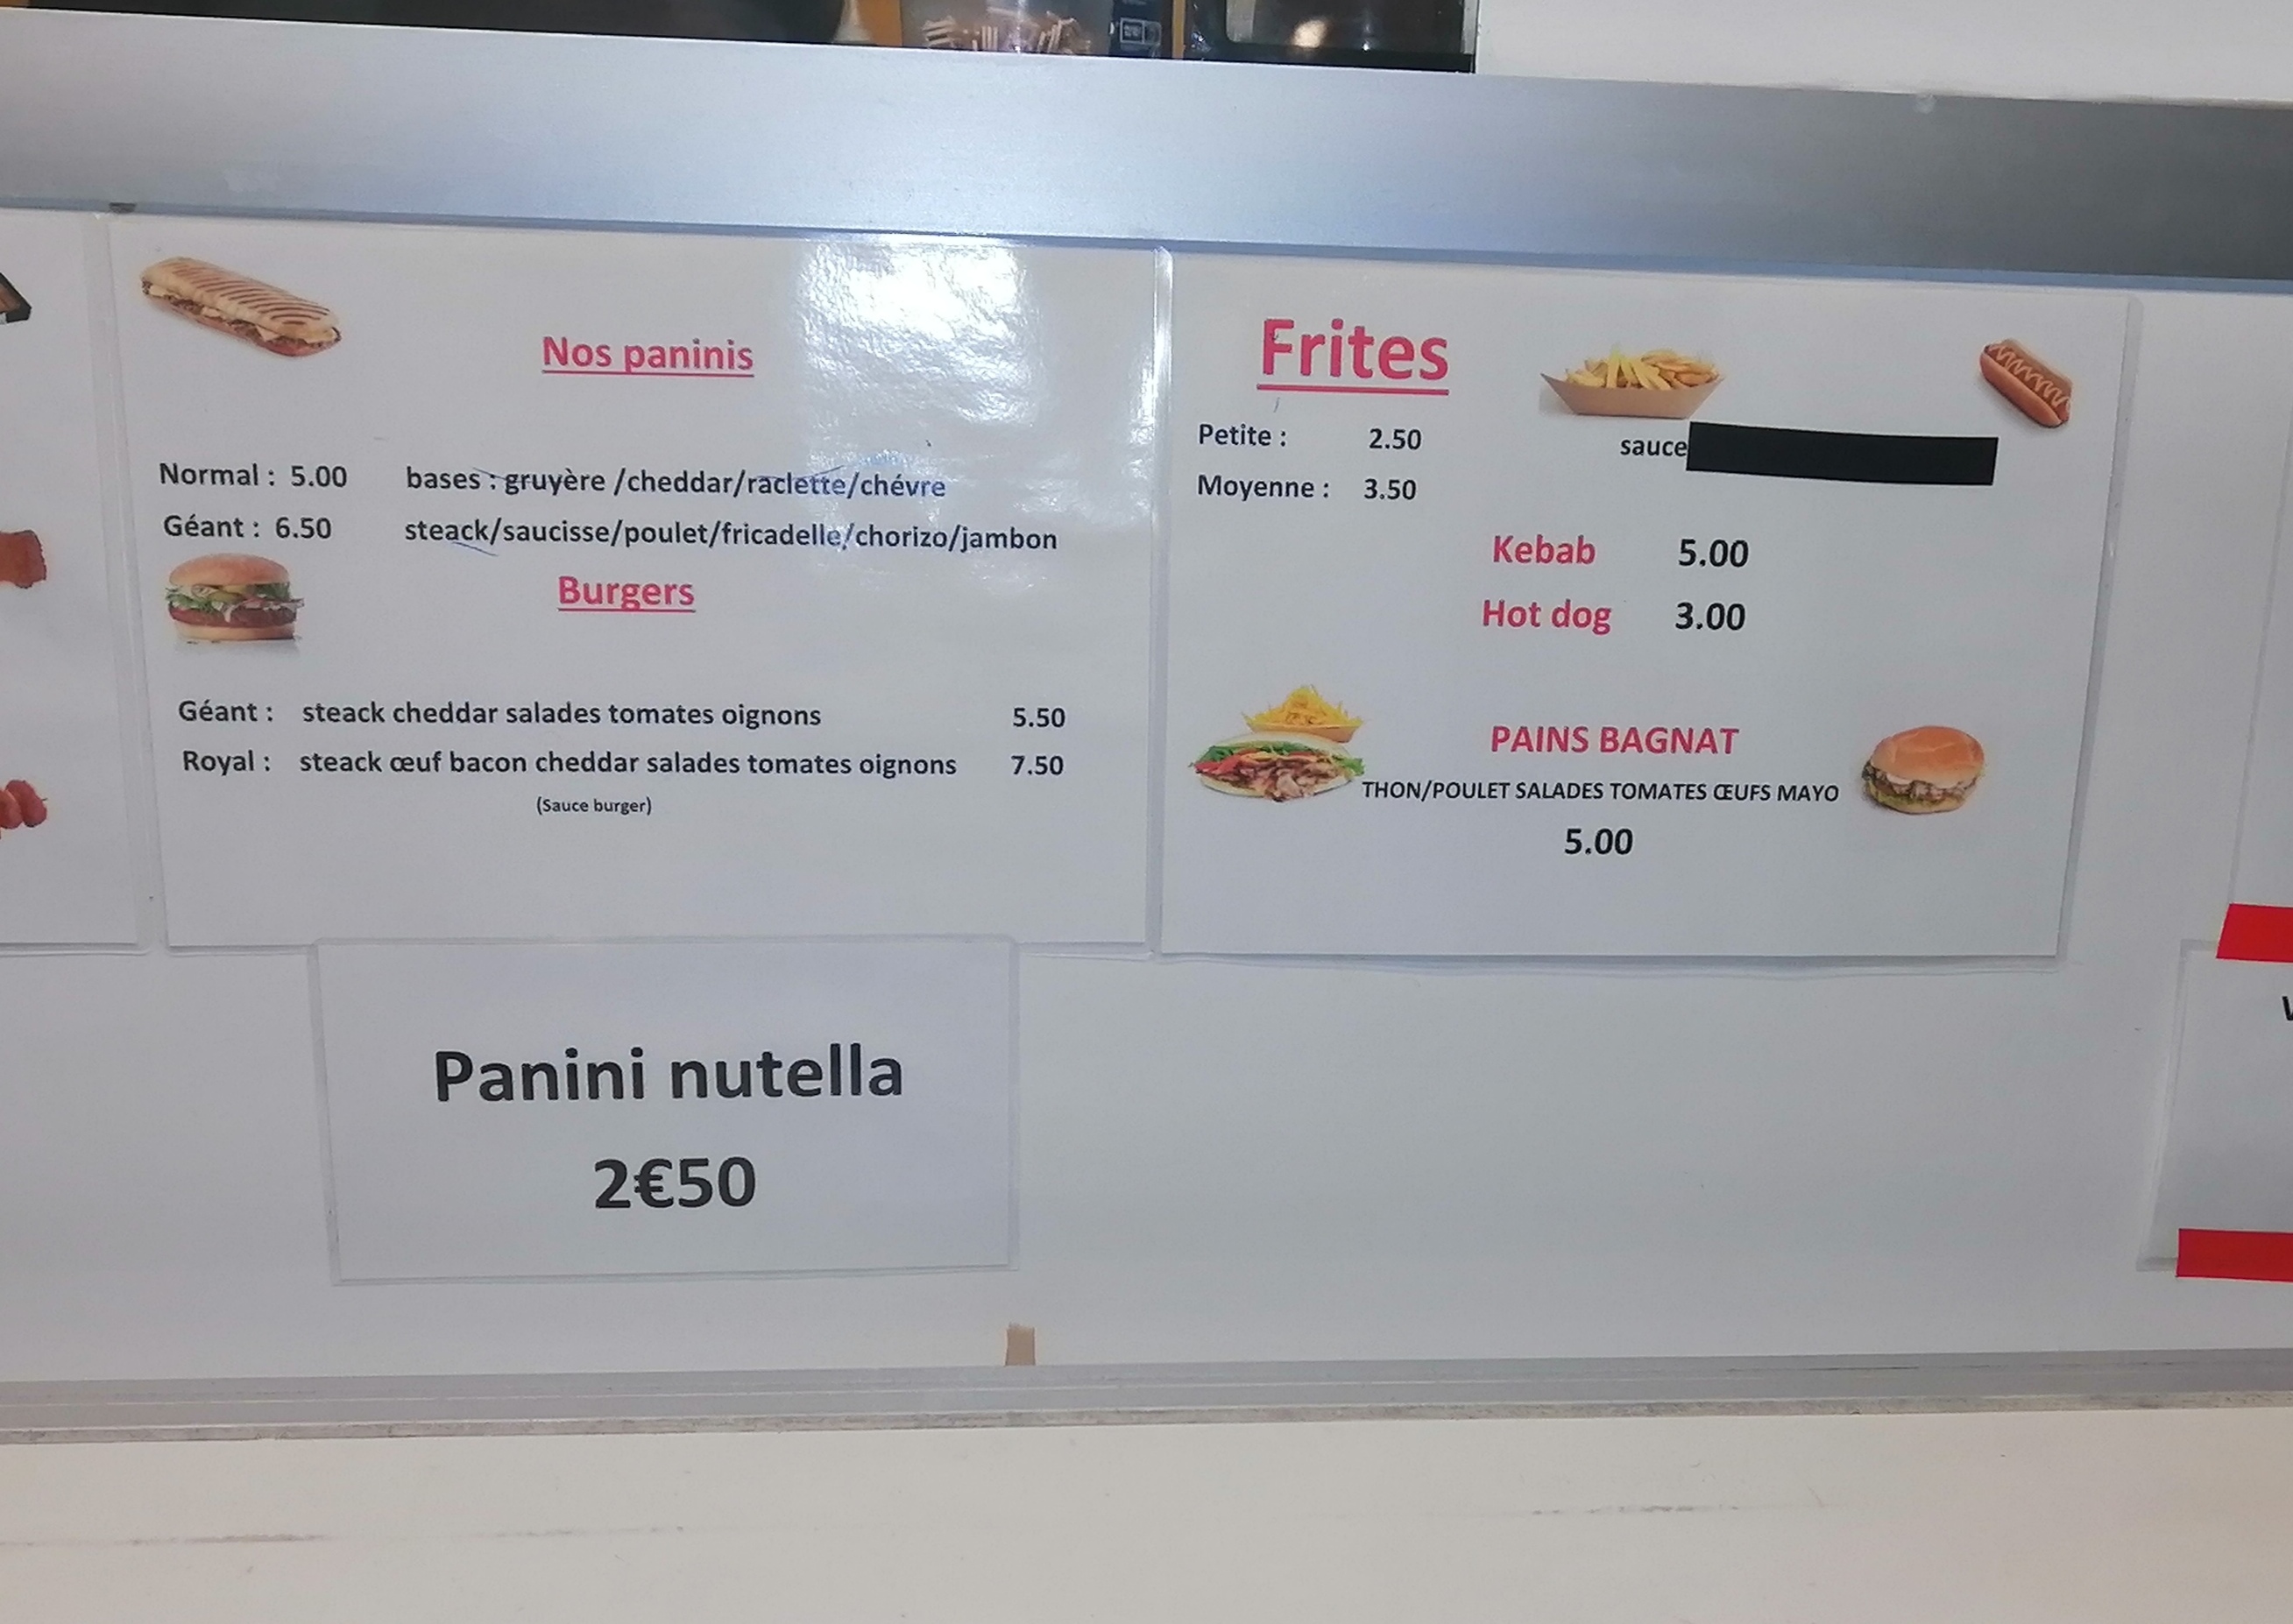 Nos paninis
Normal : 5.00 bases : gruyère /cheddar/raclette/chévre
Géant : 6.50 steack/saucisse/poulet/fricadelle/chorizo/jambon
Burgers
Géant : steack cheddar salades tomates oignons 5.50
Royal : steack œuf bacon cheddar salades tomates oignons 7.50
(Sauce burger)
Frites
Petite : 2.50 sauce
Moyenne : 3.50
Kebab 5.00
Hot dog 3.00
PAINS BAGNAT
THON/POULET SALADES TOMATES ŒUFS MAYO
5.00
Panini nutella
2€50